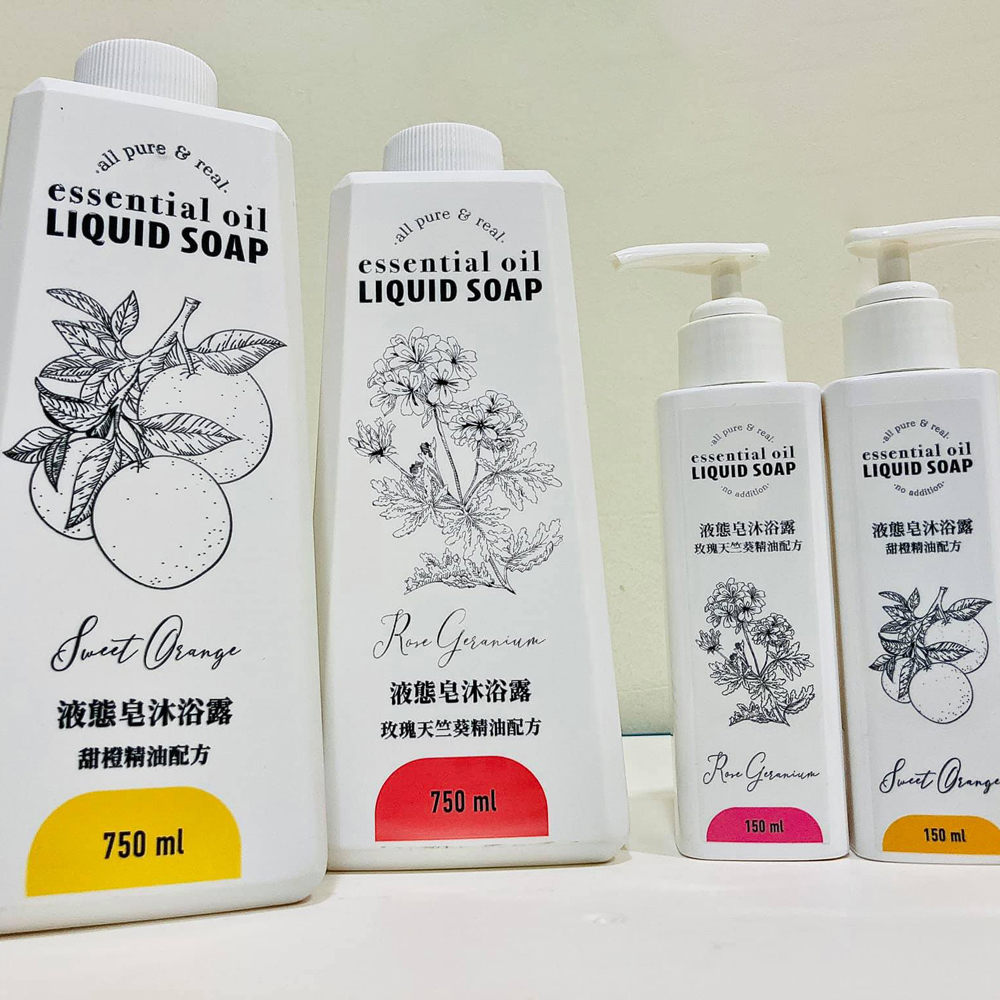 ·all pure & real·
essential oil
LIQUID SOAP
Sweet Orange
液態皂沐浴露
甜橙精油配方
750 ml
·all pure & real·
essential oil
LIQUID SOAP
Rose Geranium
液態皂沐浴露
玫瑰天竺葵精油配方
750 ml
·all pure & real·
essential oil
LIQUID SOAP
·no addition·
液態皂沐浴露
玫瑰天竺葵精油配方
Rose Geranium
150 ml
·all pure & real·
essential oil
LIQUID SOAP
·no addition·
液態皂沐浴露
甜橙精油配方
Sweet Orange
150 ml